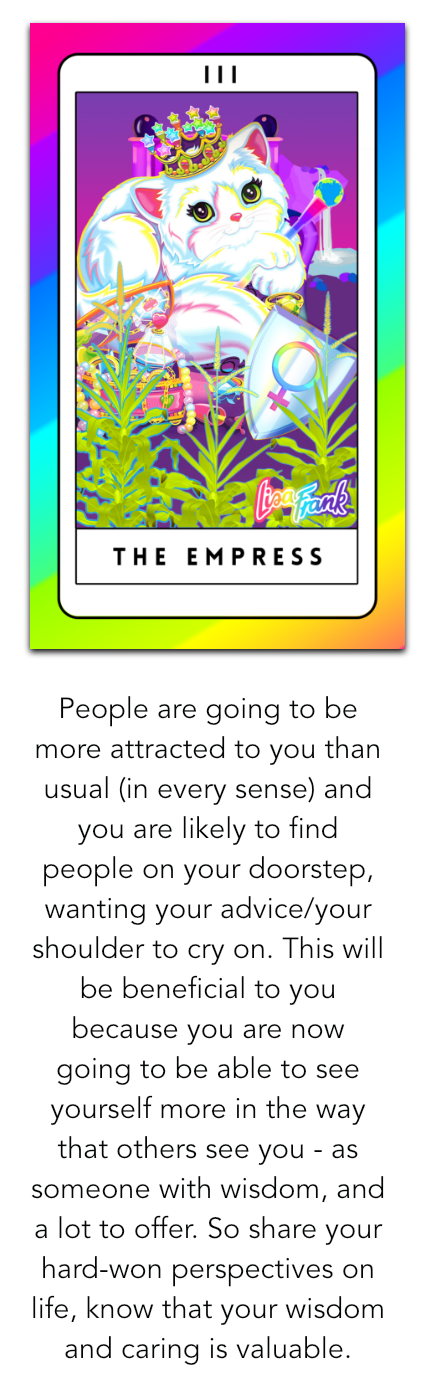 III
Lisa Frank
THE EMPRESS
People are going to be
more attracted to you than
usual (in every sense) and
you are likely to find
people on your doorstep,
wanting your advice/your
shoulder to cry on. This will
be beneficial to you
because you are now
going to be able to see
yourself more in the way
that others see you - as
someone with wisdom, and
a lot to offer. So share your
hard-won perspectives on
life, know that your wisdom
and caring is valuable.